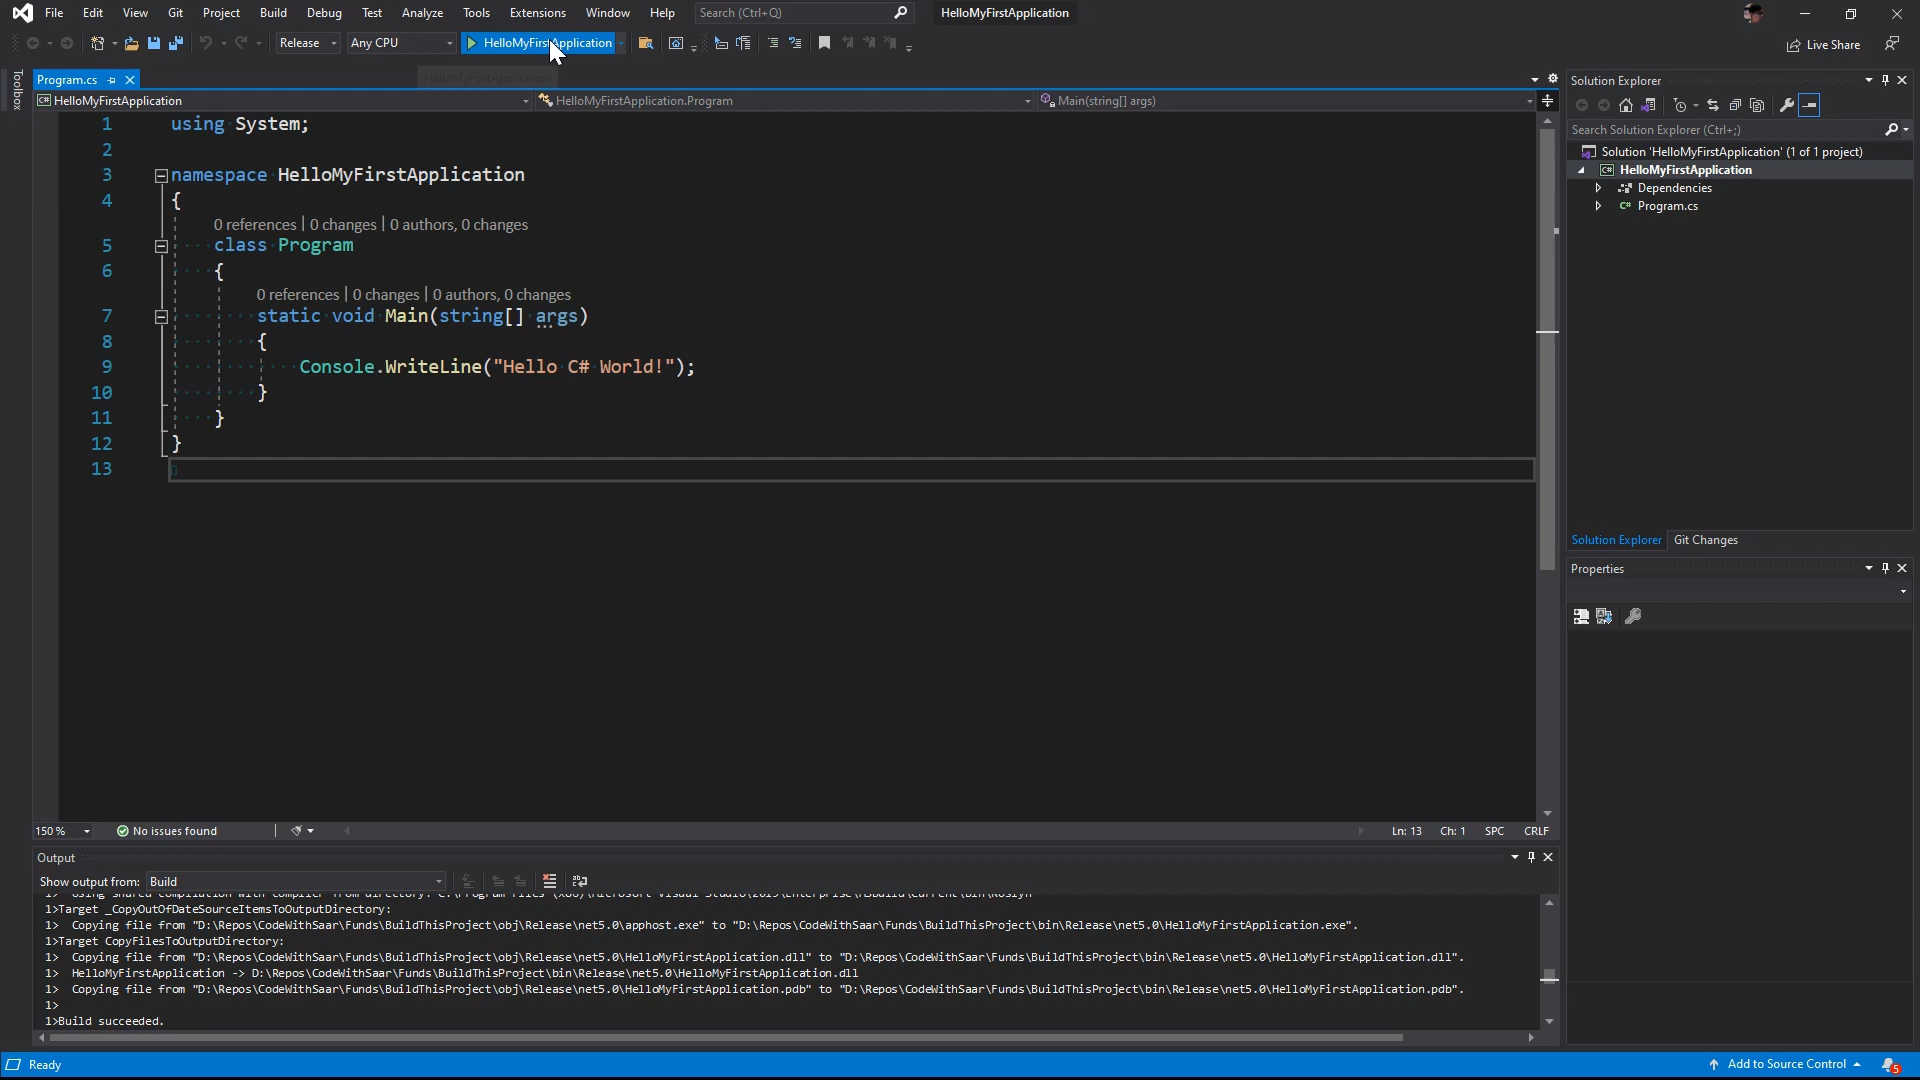 File Edit View Git Project Build Debug Test Analyze Tools Extensions Window Help Search (Ctrl+Q) HelloMyFirstApplication
Release Any CPU HelloMyFirstApplication Live Share
Toolbox
Program.cs
HelloMyFirstApplication
HelloMyFirstApplication HelloMyFirstApplication.Program Main(string[] args)
1 using System;
2
3 namespace HelloMyFirstApplication
4 {
0 references | 0 changes | 0 authors, 0 changes
5 class Program
6 {
0 references | 0 changes | 0 authors, 0 changes
7 static void Main(string[] args)
8 {
9 Console.WriteLine("Hello C# World!");
10 }
11 }
12 }
13
150 % No issues found Ln: 13 Ch: 1 SPC CRLF
Output
Show output from: Build
1>Target _CopyOutOfDateSourceItemsToOutputDirectory:
1> Copying file from "D:\Repos\CodeWithSaar\Funds\BuildThisProject\obj\Release\net5.0\apphost.exe" to "D:\Repos\CodeWithSaar\Funds\BuildThisProject\bin\Release\net5.0\HelloMyFirstApplication.exe".
1>Target CopyFilesToOutputDirectory:
1> Copying file from "D:\Repos\CodeWithSaar\Funds\BuildThisProject\obj\Release\net5.0\HelloMyFirstApplication.dll" to "D:\Repos\CodeWithSaar\Funds\BuildThisProject\bin\Release\net5.0\HelloMyFirstApplication.dll".
1> HelloMyFirstApplication -> D:\Repos\CodeWithSaar\Funds\BuildThisProject\bin\Release\net5.0\HelloMyFirstApplication.dll
1> Copying file from "D:\Repos\CodeWithSaar\Funds\BuildThisProject\obj\Release\net5.0\HelloMyFirstApplication.pdb" to "D:\Repos\CodeWithSaar\Funds\BuildThisProject\bin\Release\net5.0\HelloMyFirstApplication.pdb".
1>
1>Build succeeded.
Solution Explorer
Search Solution Explorer (Ctrl+;)
Solution 'HelloMyFirstApplication' (1 of 1 project)
C# HelloMyFirstApplication
Dependencies
C# Program.cs
Solution Explorer Git Changes
Properties
Ready Add to Source Control 5